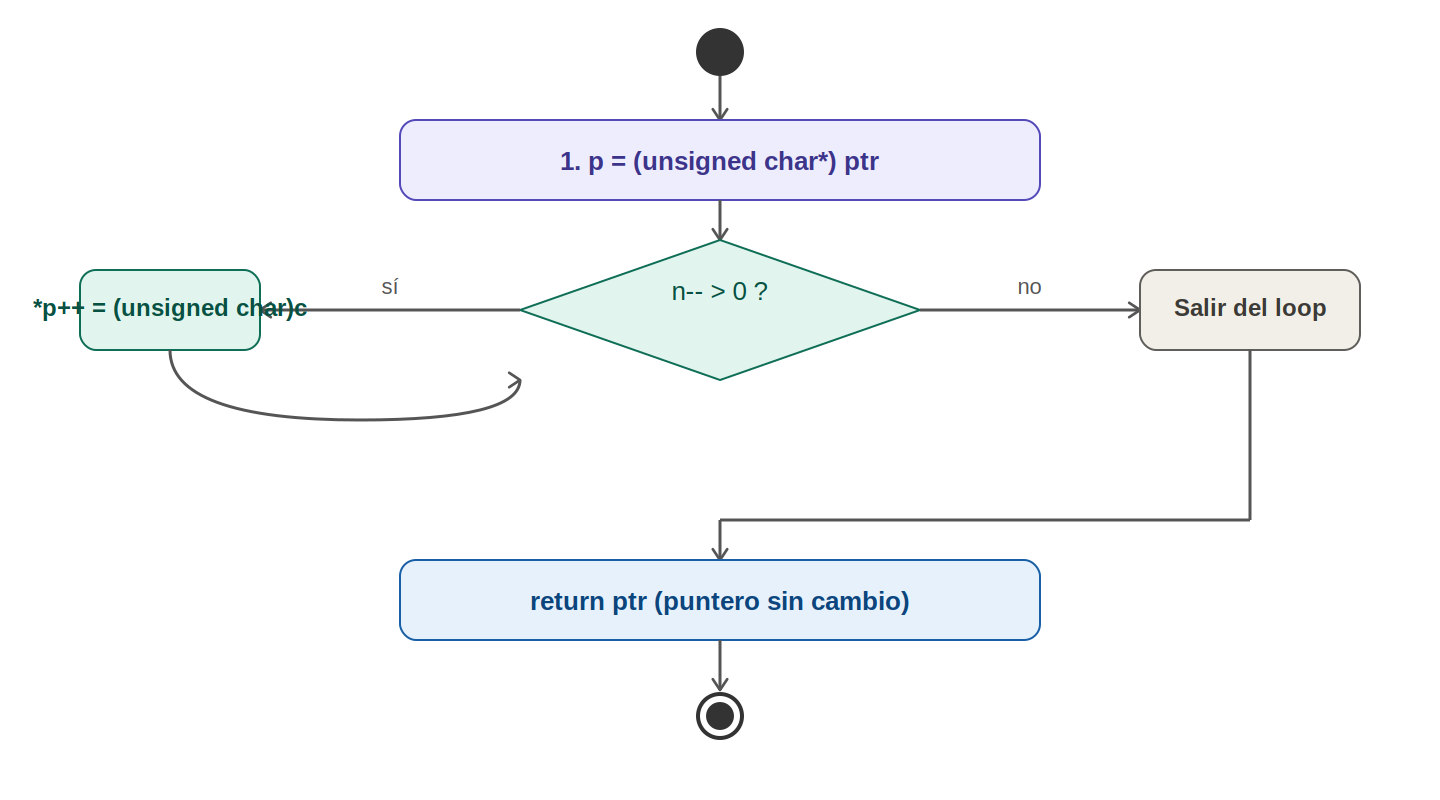 1. p = (unsigned char*) ptr
sí
n-- > 0 ?
no
*p++ = (unsigned char)c
Salir del loop
return ptr (puntero sin cambio)